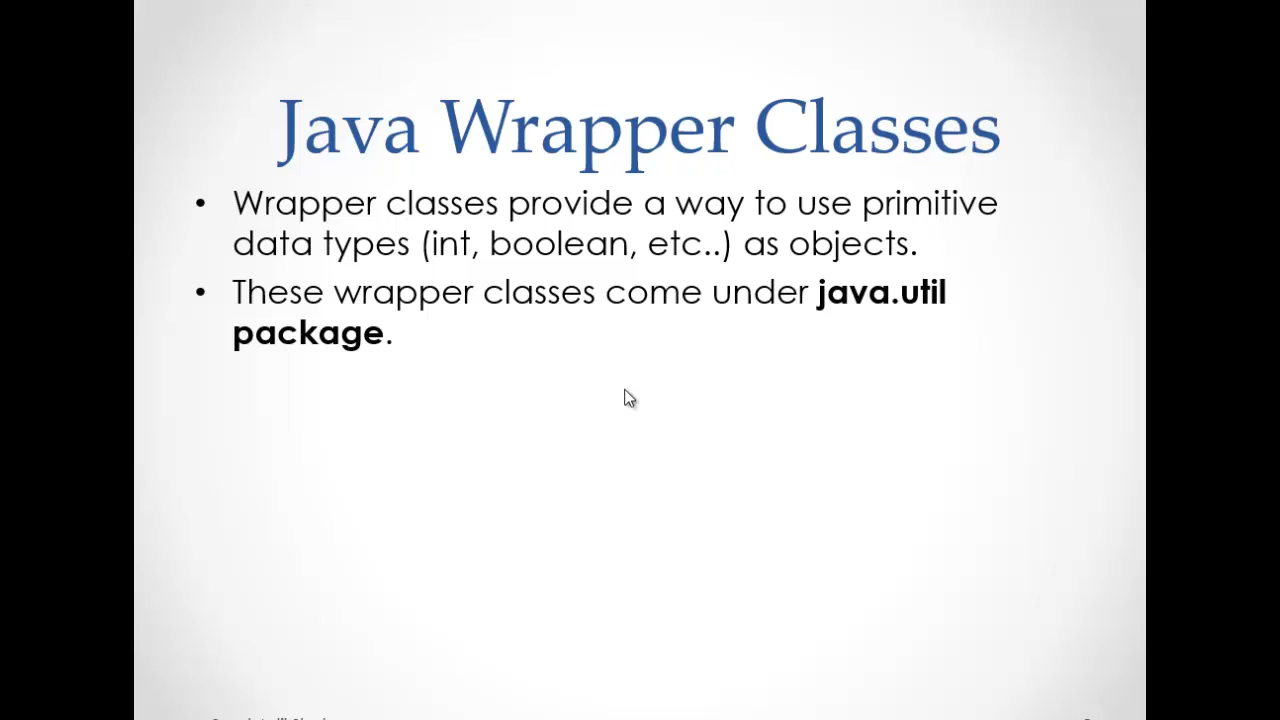 Java Wrapper Classes
• Wrapper classes provide a way to use primitive
data types (int, boolean, etc..) as objects.
• These wrapper classes come under java.util
package.